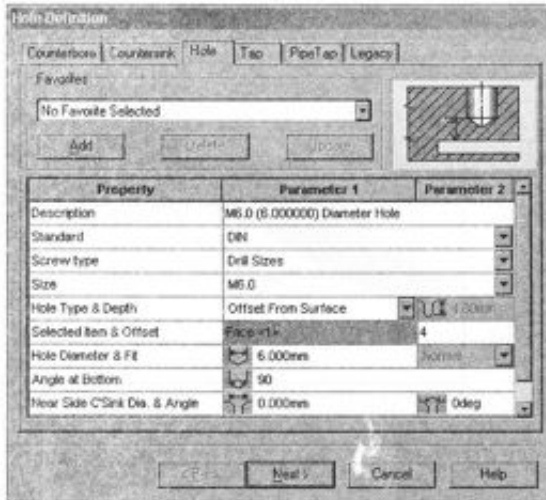 Hole Definition
Counterbore Countersink Hole Tap PipeTap Legacy
Favorites
No Favorite Selected
Add Delete Update
Property Parameter 1 Parameter 2
Description M6.0 (6.000000) Diameter Hole
Standard DIN
Screw type Drill Sizes
Size M6.0
Hole Type & Depth Offset From Surface
Selected Item & Offset Face <1> 4
Hole Diameter & Fit 6.000mm Normal
Angle at Bottom 90
Near Side C'Sink Dia. & Angle 0.000mm 0deg
Next > Cancel Help